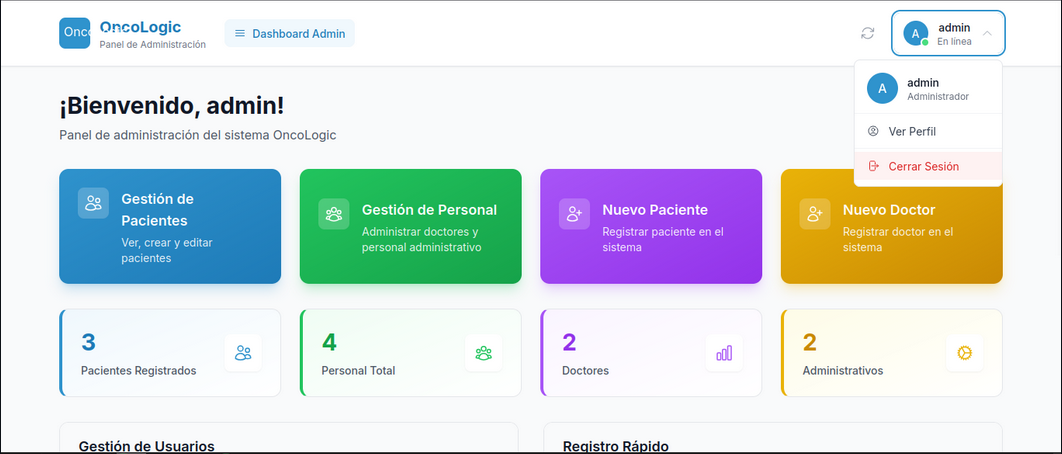 Onco
OncoLogic
Panel de Administración
Dashboard Admin
A
admin
En línea
A
admin
Administrador
Ver Perfil
Cerrar Sesión
¡Bienvenido, admin!
Panel de administración del sistema OncoLogic
Gestión de
Pacientes
Ver, crear y editar
pacientes
Gestión de Personal
Administrar doctores y
personal administrativo
Nuevo Paciente
Registrar paciente en el
sistema
Nuevo Doctor
Registrar doctor en el
sistema
3
Pacientes Registrados
4
Personal Total
2
Doctores
2
Administrativos
Gestión de Usuarios
Registro Rápido